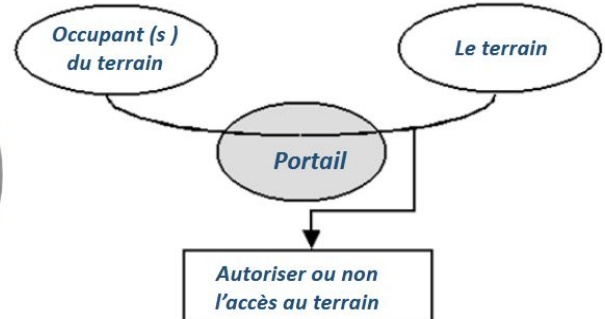 Occupant (s )
du terrain
Le terrain
Portail
Autoriser ou non
l'accès au terrain